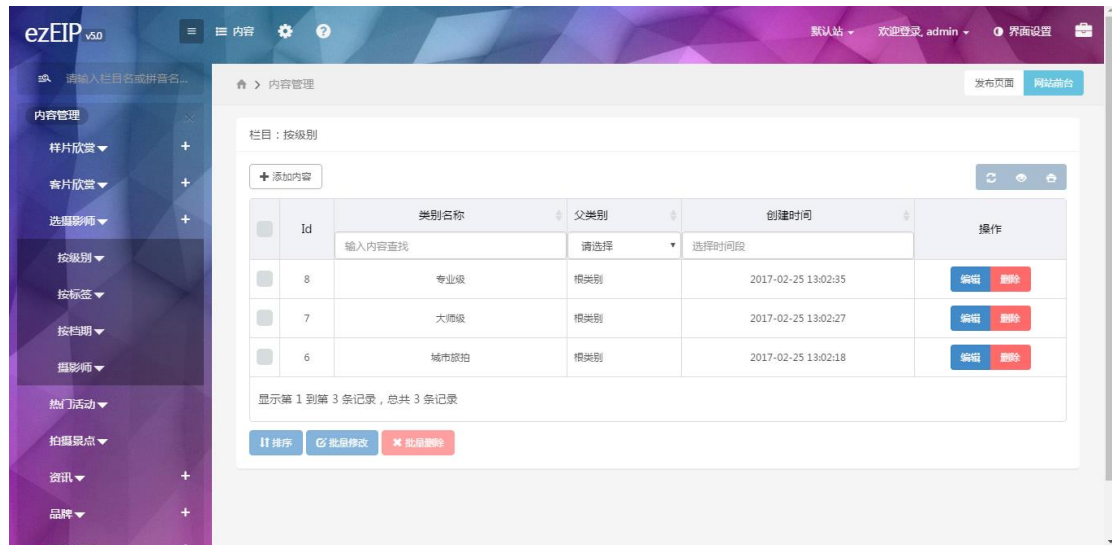 ezEIP v5.0
内容
默认站
欢迎登录, admin
界面设置
请输入栏目名或拼音名...
内容管理
样片欣赏
+
客片欣赏
+
选摄影师
+
按级别
按标签
按档期
摄影师
热门活动
拍摄景点
资讯
+
品牌
+
> 内容管理
发布页面
网站前台
栏目：按级别
添加内容
Id
类别名称
父类别
创建时间
操作
输入内容查找
请选择
选择时间段
8 专业级 根类别 2017-02-25 13:02:35 编辑 删除
7 大师级 根类别 2017-02-25 13:02:27 编辑 删除
6 城市旅拍 根类别 2017-02-25 13:02:18 编辑 删除
显示第 1 到第 3 条记录，总共 3 条记录
排序
批量修改
批量删除